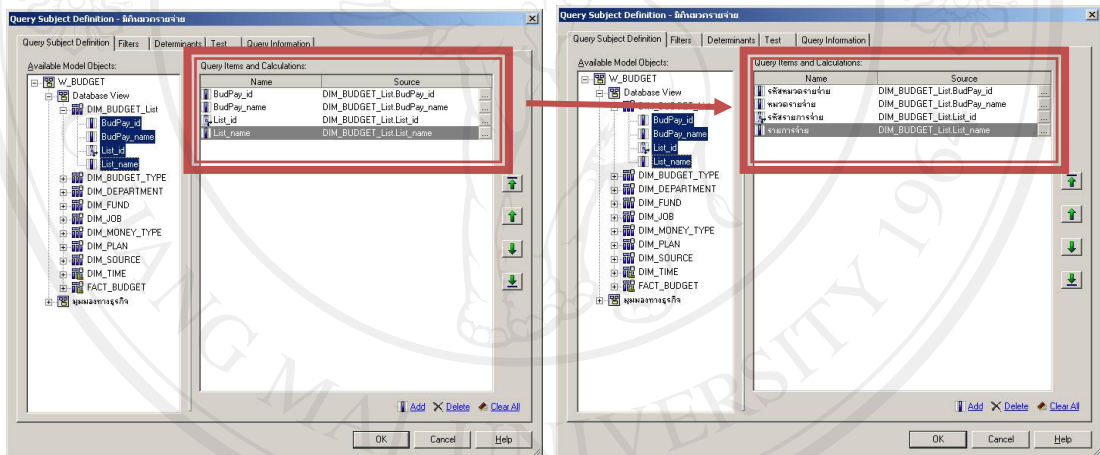 Query Subject Definition - มิติหมวดรายจ่าย
Query Subject Definition
Filters
Determinants
Test
Query Information
Available Model Objects:
W_BUDGET
Database View
DIM_BUDGET_List
BudPay_id
BudPay_name
List_id
List_name
DIM_BUDGET_TYPE
DIM_DEPARTMENT
DIM_FUND
DIM_JOB
DIM_MONEY_TYPE
DIM_PLAN
DIM_SOURCE
DIM_TIME
FACT_BUDGET
มุมมองทางธุรกิจ
Query Items and Calculations:
Name Source
BudPay_id DIM_BUDGET_List.BudPay_id ...
BudPay_name DIM_BUDGET_List.BudPay_name ...
List_id DIM_BUDGET_List.List_id ...
List_name DIM_BUDGET_List.List_name ...
Add Delete Clear All
OK Cancel Help
Query Subject Definition - มิติหมวดรายจ่าย
Query Subject Definition
Filters
Determinants
Test
Query Information
Available Model Objects:
W_BUDGET
Database View
BudPay_id
BudPay_name
List_id
List_name
DIM_BUDGET_TYPE
DIM_DEPARTMENT
DIM_FUND
DIM_JOB
DIM_MONEY_TYPE
DIM_PLAN
DIM_SOURCE
DIM_TIME
FACT_BUDGET
มุมมองทางธุรกิจ
Query Items and Calculations:
Name Source
รหัสหมวดรายจ่าย DIM_BUDGET_List.BudPay_id ...
หมวดรายจ่าย DIM_BUDGET_List.BudPay_name ...
รหัสรายการจ่าย DIM_BUDGET_List.List_id ...
รายการจ่าย DIM_BUDGET_List.List_name ...
Add Delete Clear All
OK Cancel Help